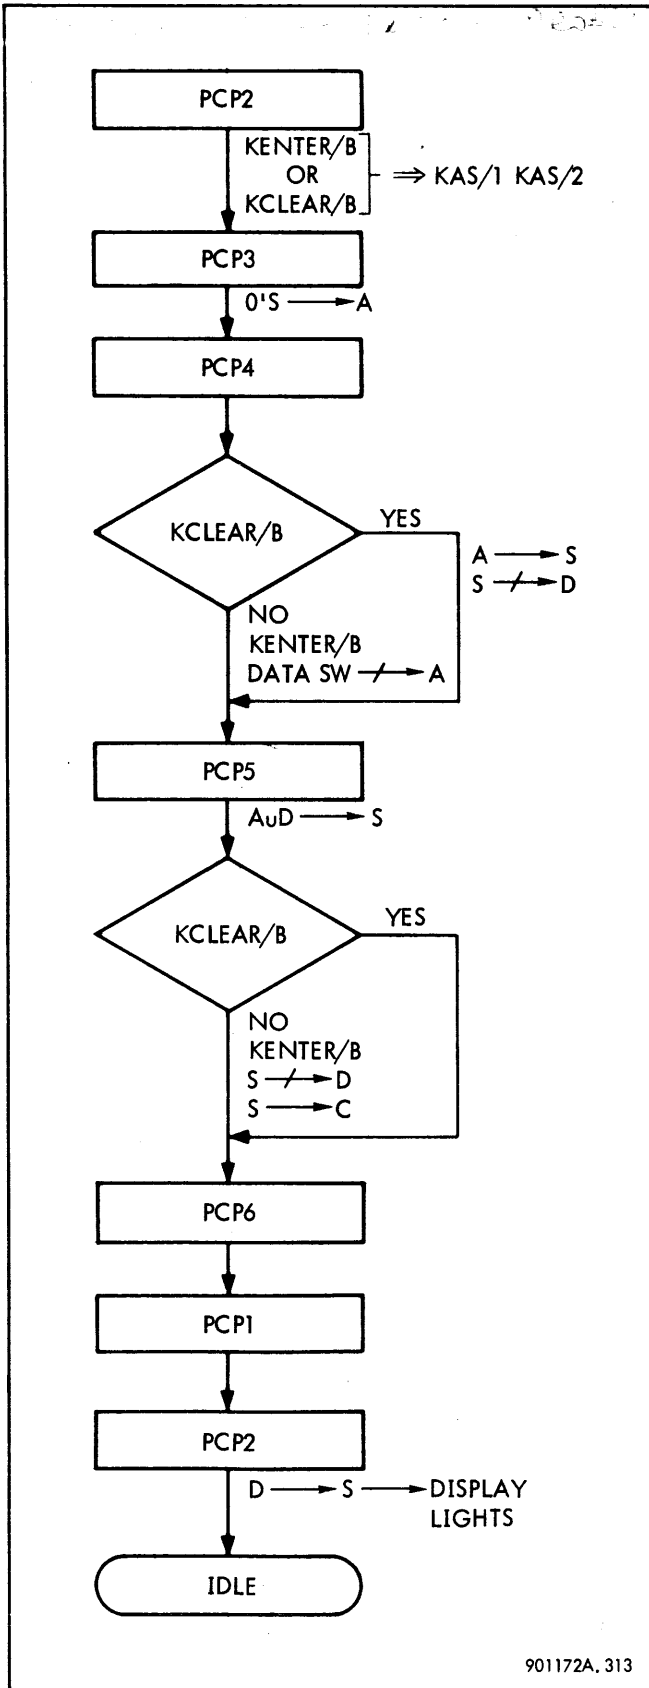 PCP2
KENTER/B
OR
KCLEAR/B
⇒ KAS/1 KAS/2
PCP3
0'S → A
PCP4
KCLEAR/B
YES
A → S
S ↛ D
NO
KENTER/B
DATA SW ↛ A
PCP5
AuD → S
KCLEAR/B
YES
NO
KENTER/B
S ↛ D
S → C
PCP6
PCP1
PCP2
D → S → DISPLAY
LIGHTS
IDLE
901172A.313